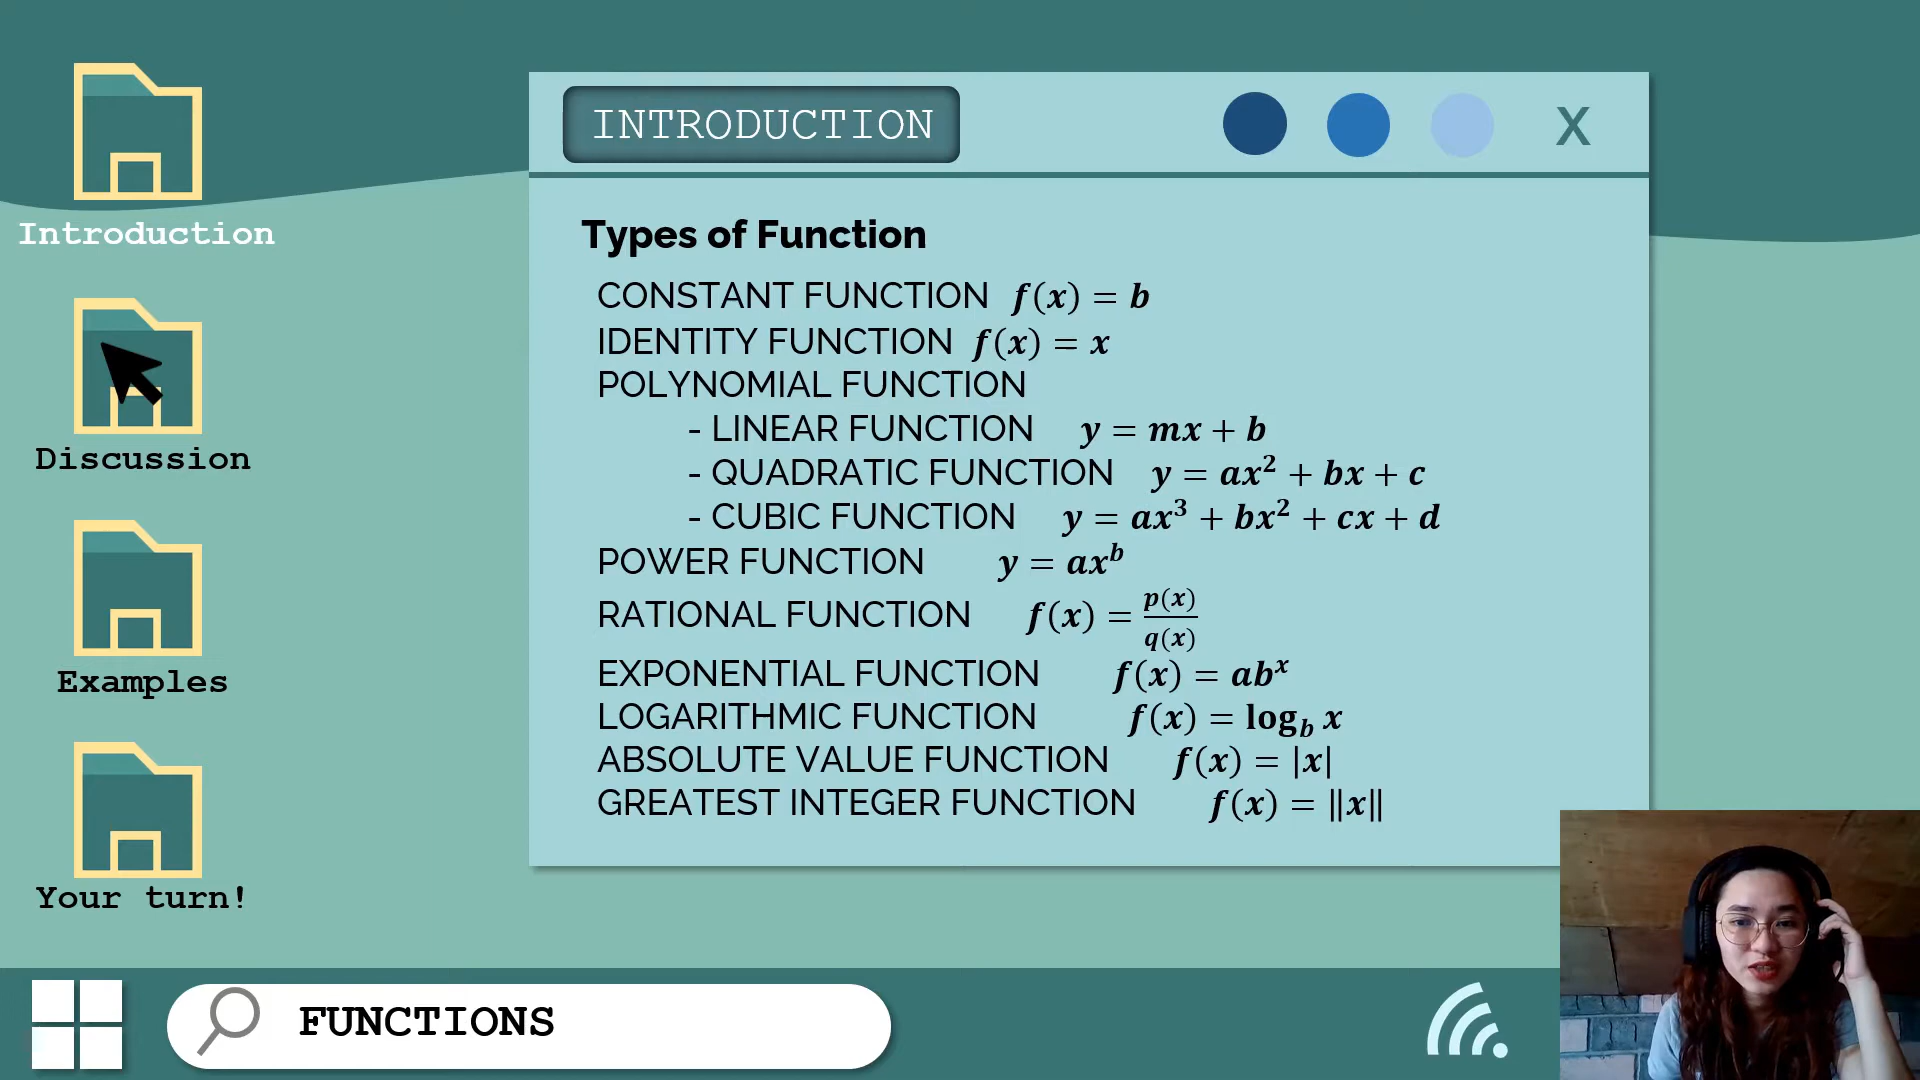 INTRODUCTION
X
Introduction
Discussion
Examples
Your turn!
Types of Function
CONSTANT FUNCTION f(x) = b
IDENTITY FUNCTION f(x) = x
POLYNOMIAL FUNCTION
- LINEAR FUNCTION y = mx + b
- QUADRATIC FUNCTION y = ax² + bx + c
- CUBIC FUNCTION y = ax³ + bx² + cx + d
POWER FUNCTION y = axᵇ
RATIONAL FUNCTION f(x) = p(x)/q(x)
EXPONENTIAL FUNCTION f(x) = abˣ
LOGARITHMIC FUNCTION f(x) = log_b x
ABSOLUTE VALUE FUNCTION f(x) = |x|
GREATEST INTEGER FUNCTION f(x) = ‖x‖
FUNCTIONS